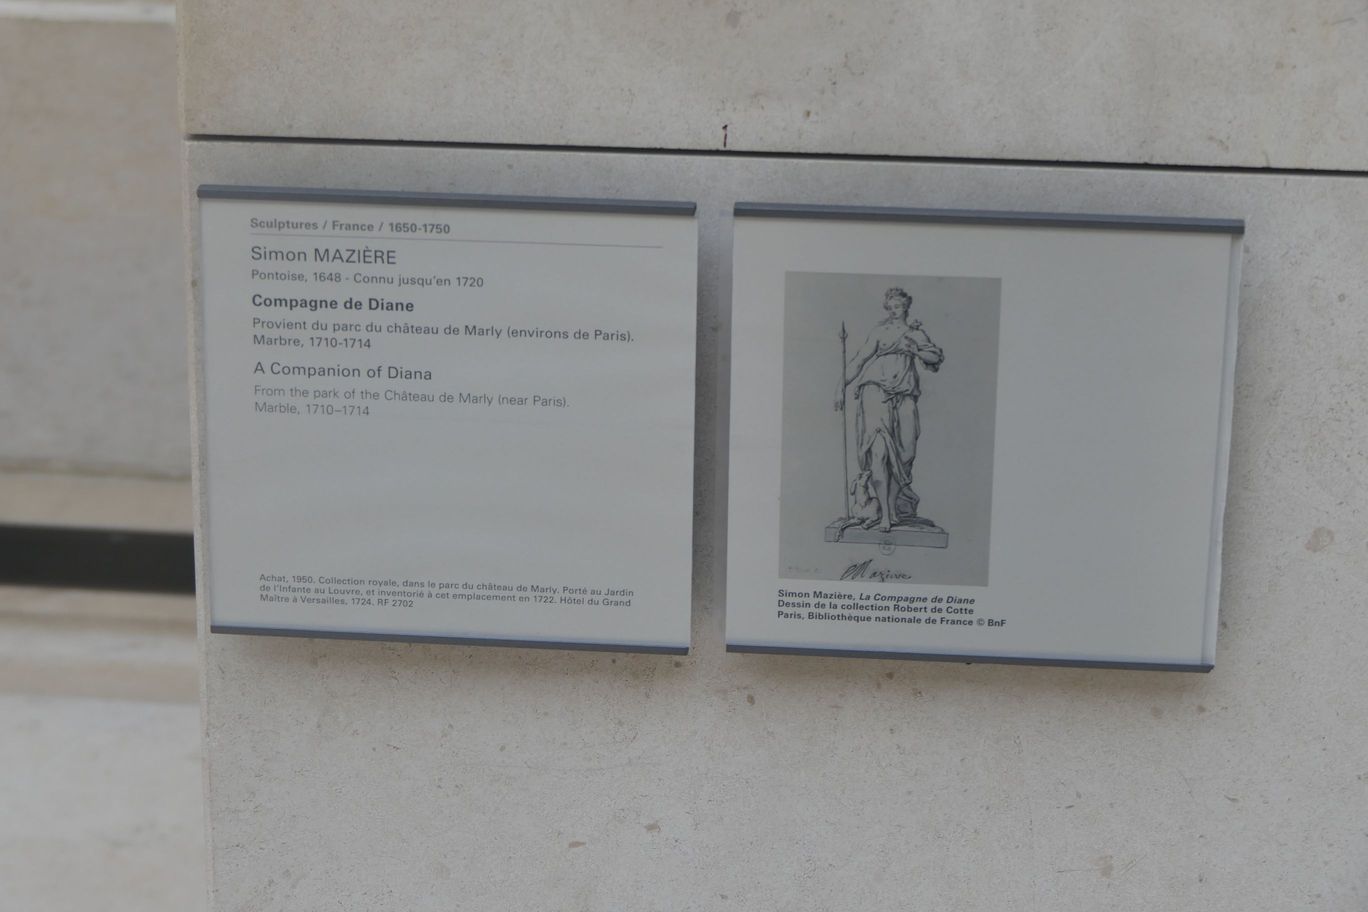 Sculptures / France / 1650-1750
Simon MAZIÈRE
Pontoise, 1648 - Connu jusqu'en 1720
Compagne de Diane
Provient du parc du château de Marly (environs de Paris).
Marbre, 1710-1714
A Companion of Diana
From the park of the Château de Marly (near Paris).
Marble, 1710–1714
Achat, 1950. Collection royale, dans le parc du château de Marly. Porté au Jardin
de l'Infante au Louvre, et inventorié à cet emplacement en 1722. Hôtel du Grand
Maître à Versailles, 1724. RF 2702
Maziere
Simon Mazière, La Compagne de Diane
Dessin de la collection Robert de Cotte
Paris, Bibliothèque nationale de France © BnF